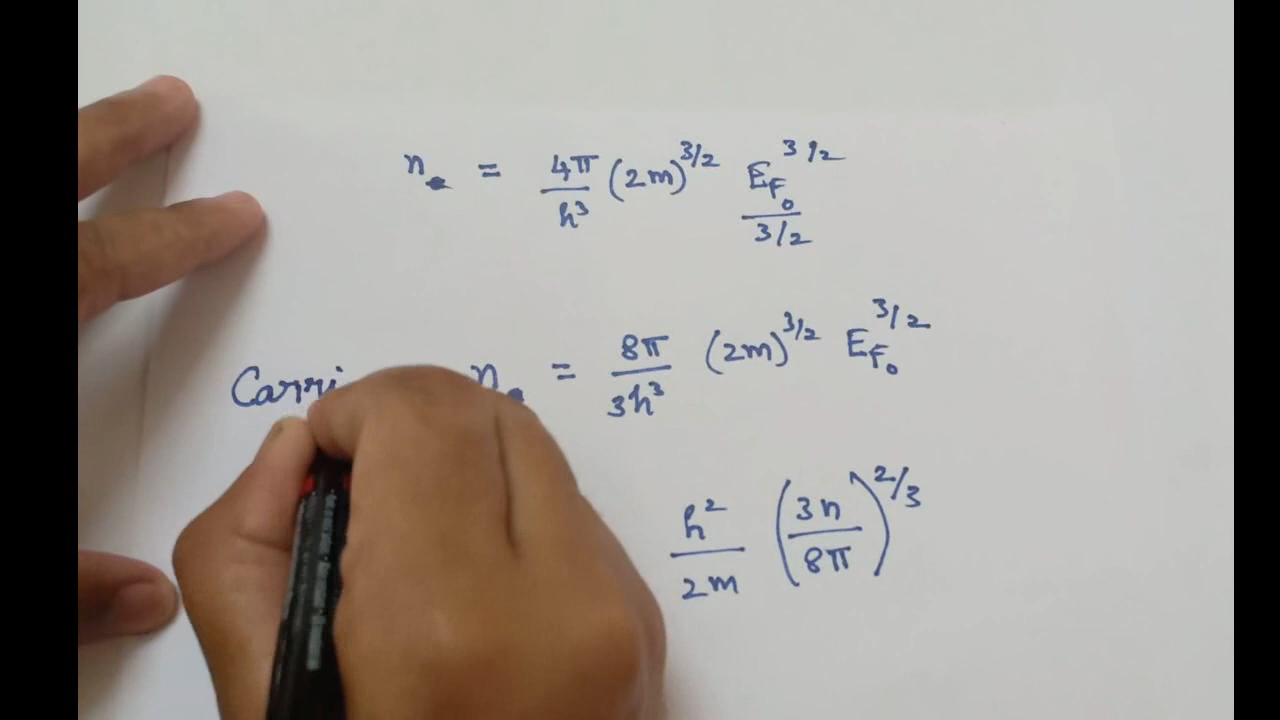 n = 4π/h³ (2m)^3/2 E_F₀^3/2 / 3/2
Carri n = 8π/3h³ (2m)^3/2 E_F₀^3/2
h²/2m (3n/8π)^2/3